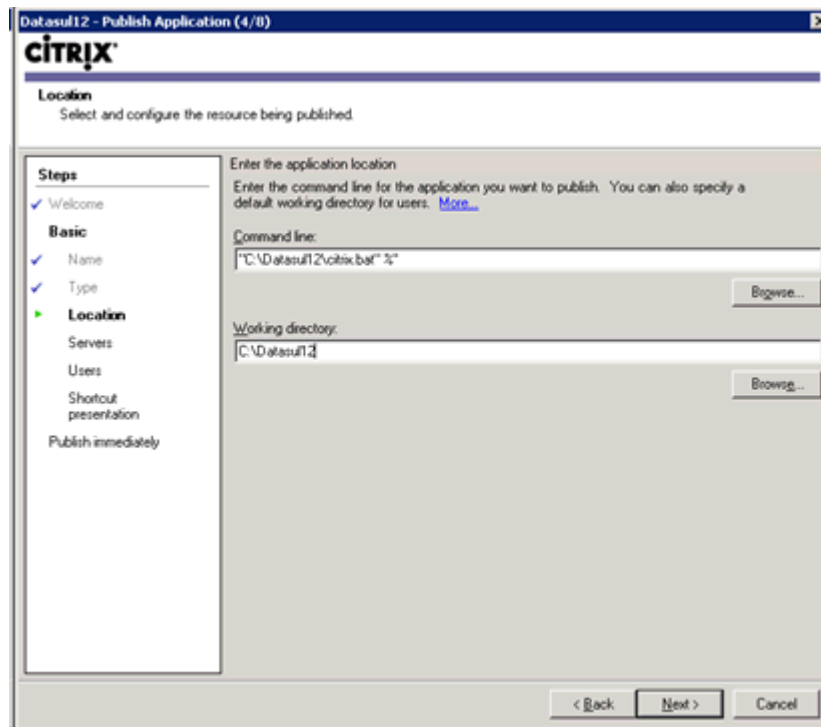 Datasul12 - Publish Application (4/8)
CITRIX
Location
Select and configure the resource being published.
Steps
Welcome
Basic
Name
Type
Location
Servers
Users
Shortcut
presentation
Publish immediately
Enter the application location
Enter the command line for the application you want to publish. You can also specify a
default working directory for users. More...
Command line:
"C:\Datasul12\citrix.bat" %*
Browse...
Working directory:
C:\Datasul12
Browse...
< Back
Next >
Cancel